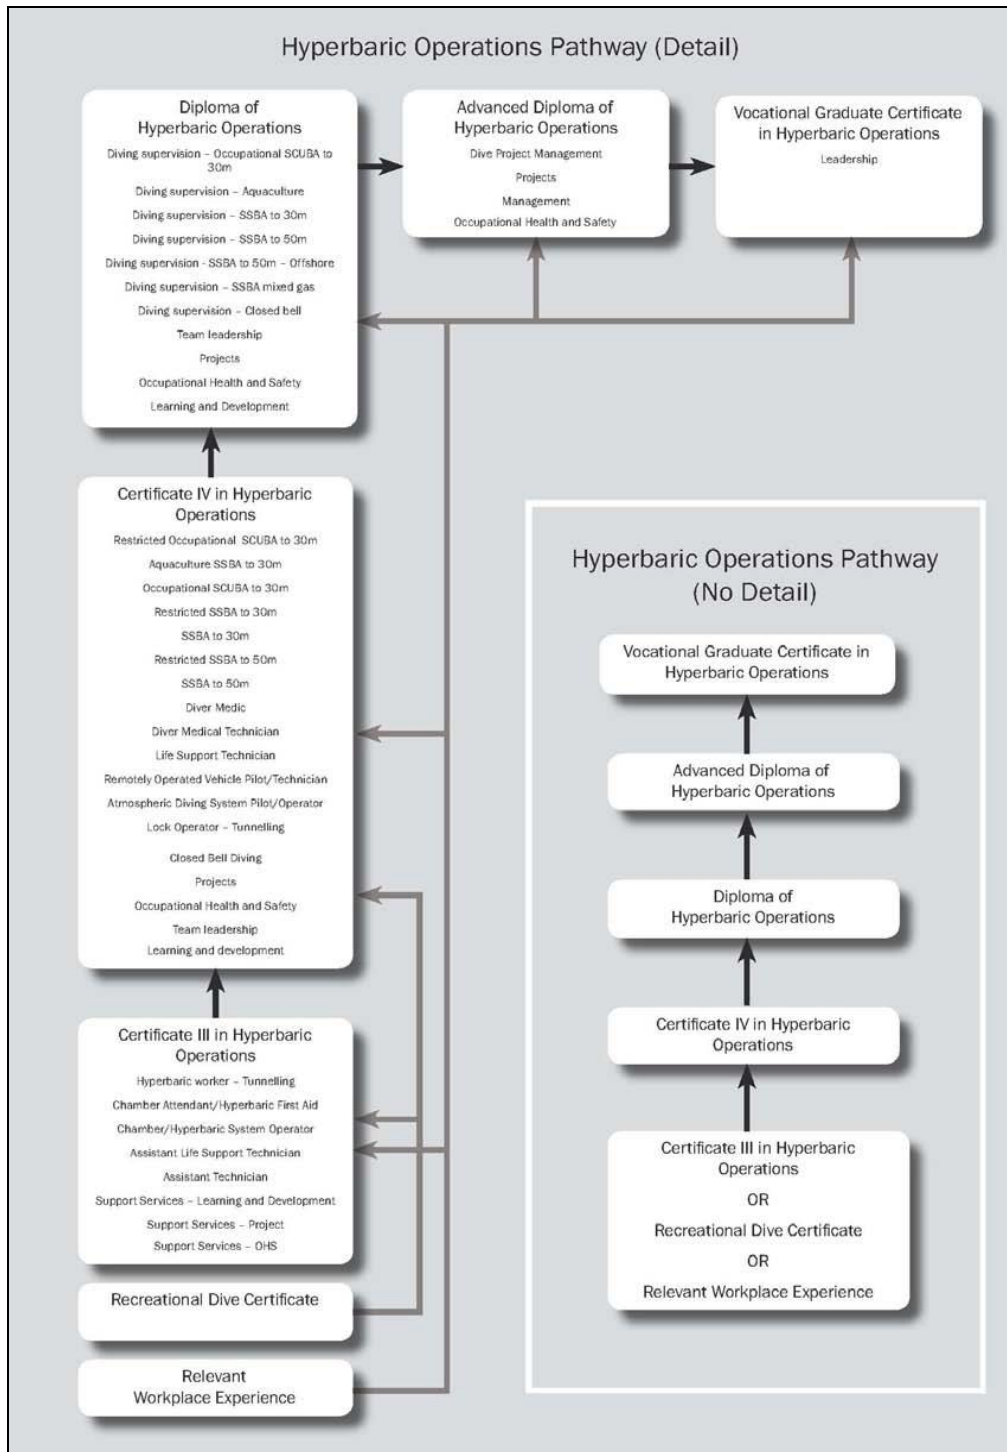 Hyperbaric Operations Pathway (Detail)
Diploma of
Hyperbaric Operations
Diving supervision – Occupational SCUBA to
30m
Diving supervision – Aquaculture
Diving supervision – SSBA to 30m
Diving supervision – SSBA to 50m
Diving supervision - SSBA to 50m – Offshore
Diving supervision – SSBA mixed gas
Diving supervision – Closed bell
Team leadership
Projects
Occupational Health and Safety
Learning and Development
Advanced Diploma of
Hyperbaric Operations
Dive Project Management
Projects
Management
Occupational Health and Safety
Vocational Graduate Certificate
in Hyperbaric Operations
Leadership
Certificate IV in Hyperbaric
Operations
Restricted Occupational SCUBA to 30m
Aquaculture SSBA to 30m
Occupational SCUBA to 30m
Restricted SSBA to 30m
SSBA to 30m
Restricted SSBA to 50m
SSBA to 50m
Diver Medic
Diver Medical Technician
Life Support Technician
Remotely Operated Vehicle Pilot/Technician
Atmospheric Diving System Pilot/Operator
Lock Operator – Tunnelling
Closed Bell Diving
Projects
Occupational Health and Safety
Team leadership
Learning and development
Certificate III in Hyperbaric
Operations
Hyperbaric worker – Tunnelling
Chamber Attendant/Hyperbaric First Aid
Chamber/Hyperbaric System Operator
Assistant Life Support Technician
Assistant Technician
Support Services – Learning and Development
Support Services – Project
Support Services – OHS
Recreational Dive Certificate
Relevant
Workplace Experience
Hyperbaric Operations Pathway
(No Detail)
Vocational Graduate Certificate in
Hyperbaric Operations
Advanced Diploma of
Hyperbaric Operations
Diploma of
Hyperbaric Operations
Certificate IV in Hyperbaric
Operations
Certificate III in Hyperbaric
Operations
OR
Recreational Dive Certificate
OR
Relevant Workplace Experience